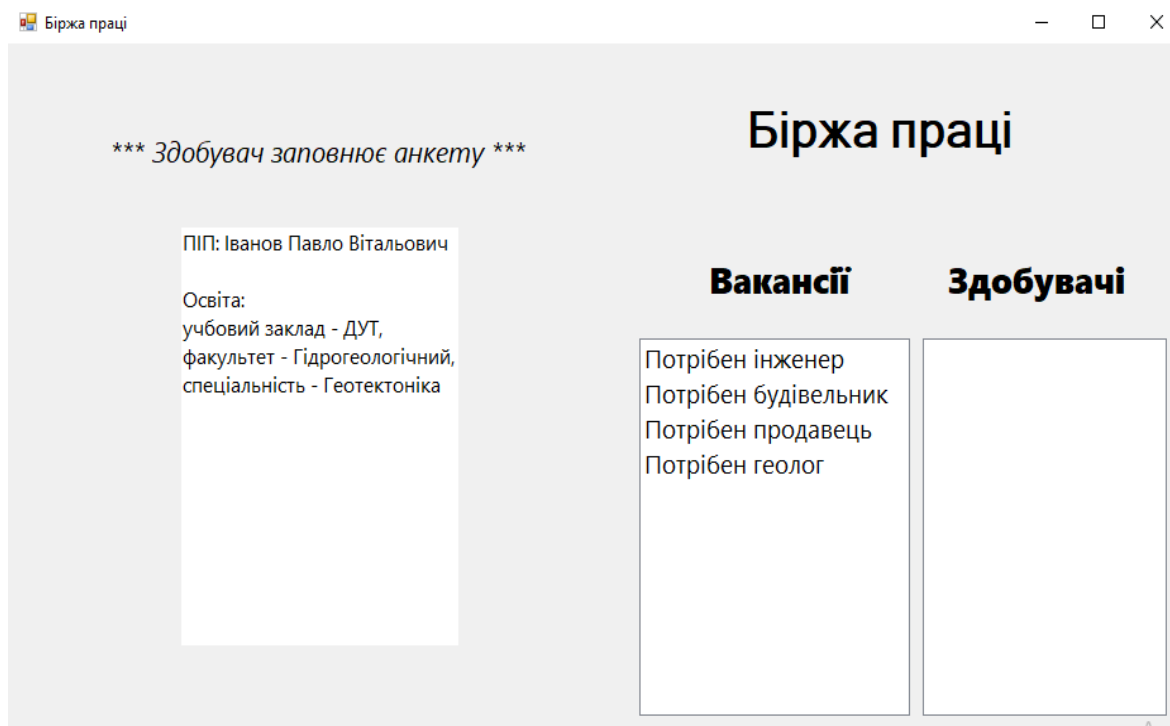 Біржа праці
*** Здобувач заповнює анкету ***
ПІП: Іванов Павло Вітальович
Освіта:
учбовий заклад - ДУТ,
факультет - Гідрогеологічний,
спеціальність - Геотектоніка
Біржа праці
Вакансії
Здобувачі
Потрібен інженер
Потрібен будівельник
Потрібен продавець
Потрібен геолог